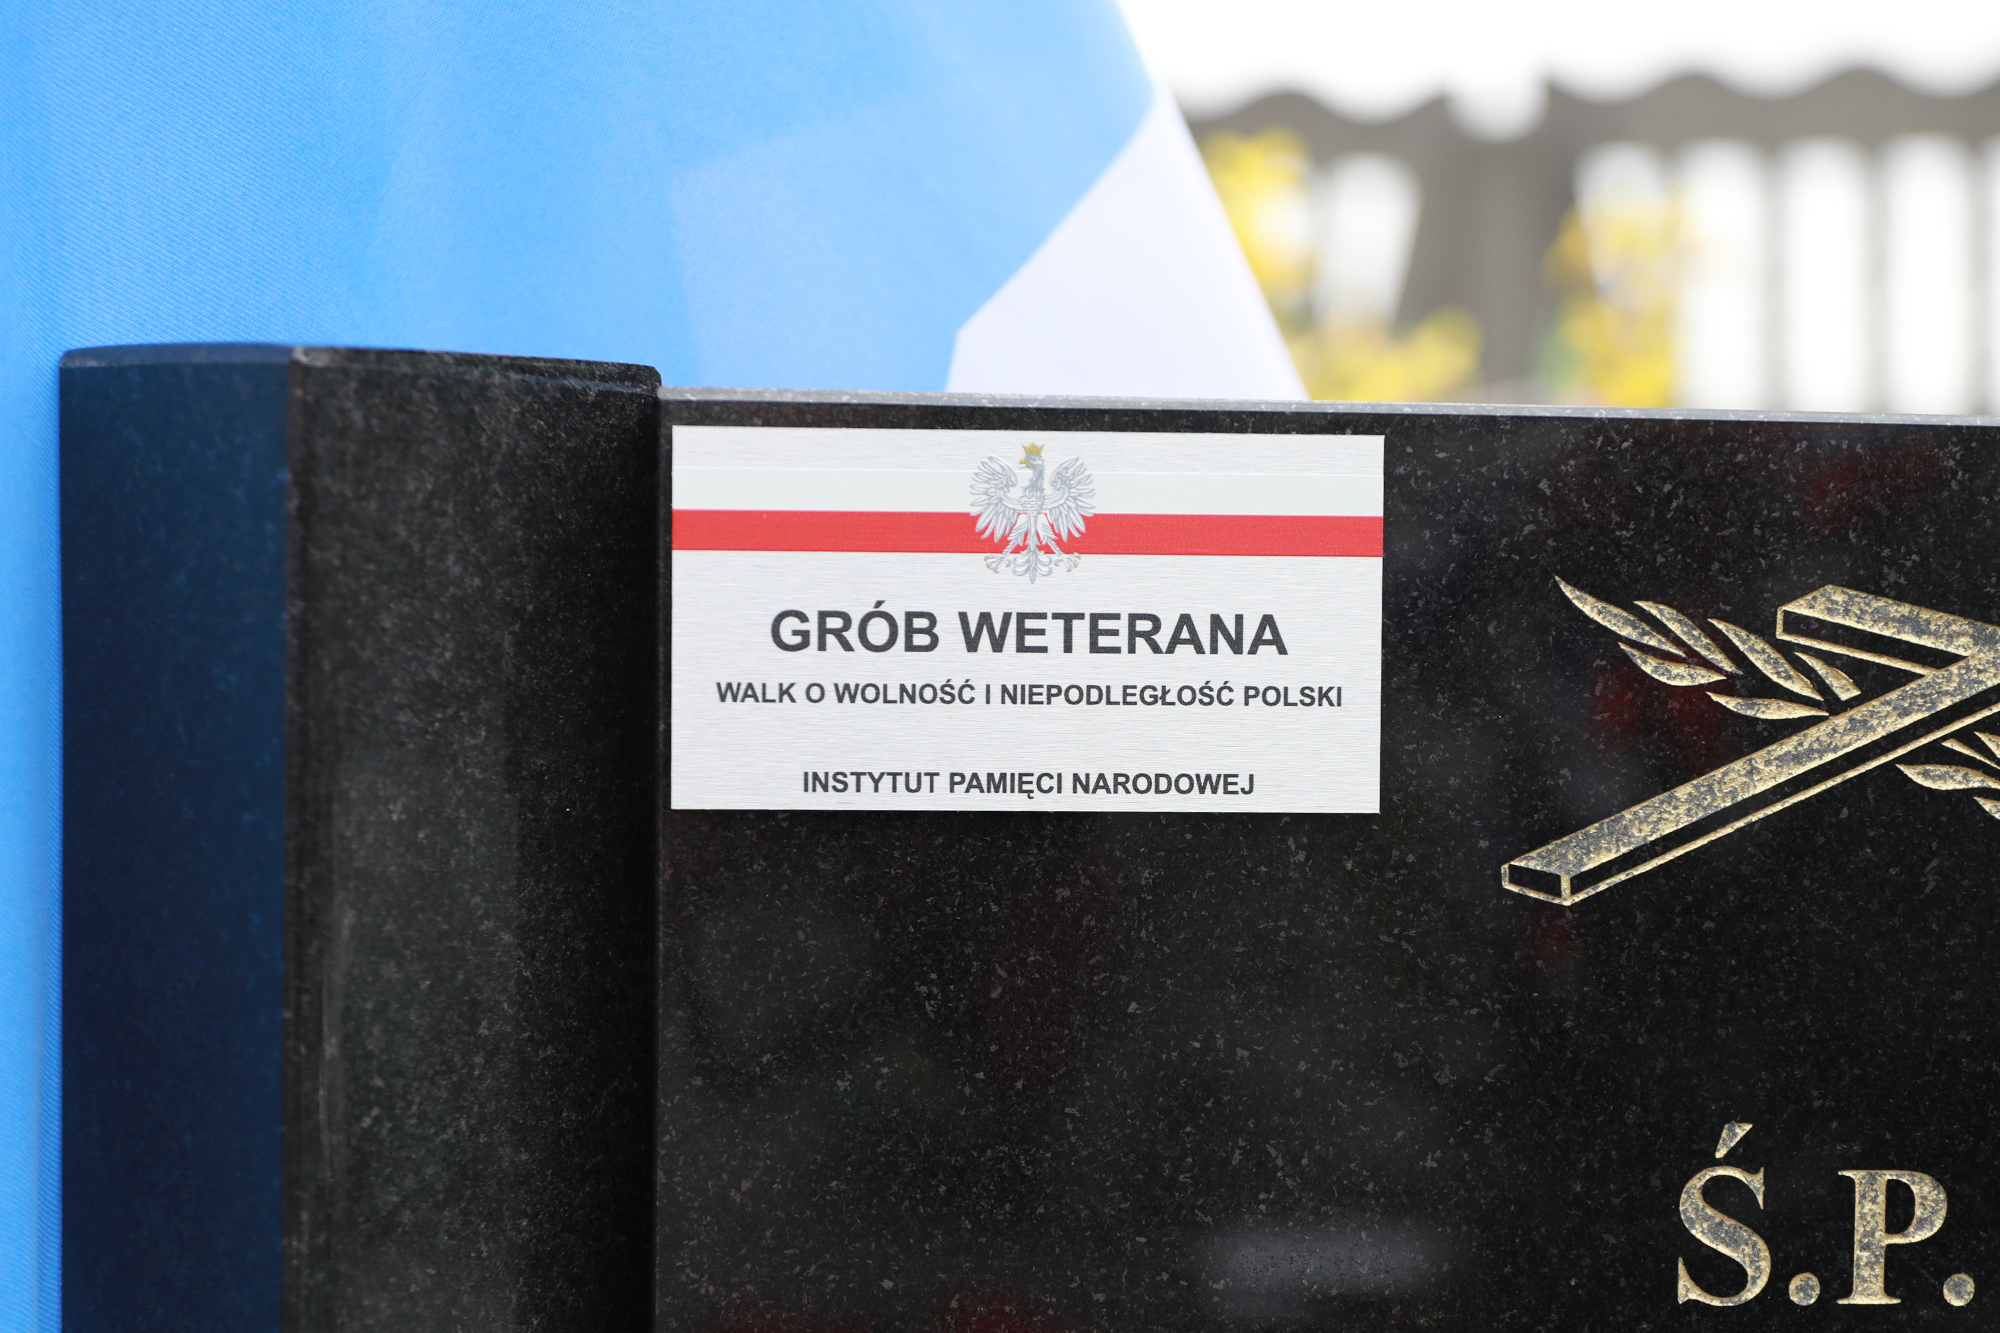 GRÓB WETERANA
WALK O WOLNOŚĆ I NIEPODLEGŁOŚĆ POLSKI
INSTYTUT PAMIĘCI NARODOWEJ
Ś.P.